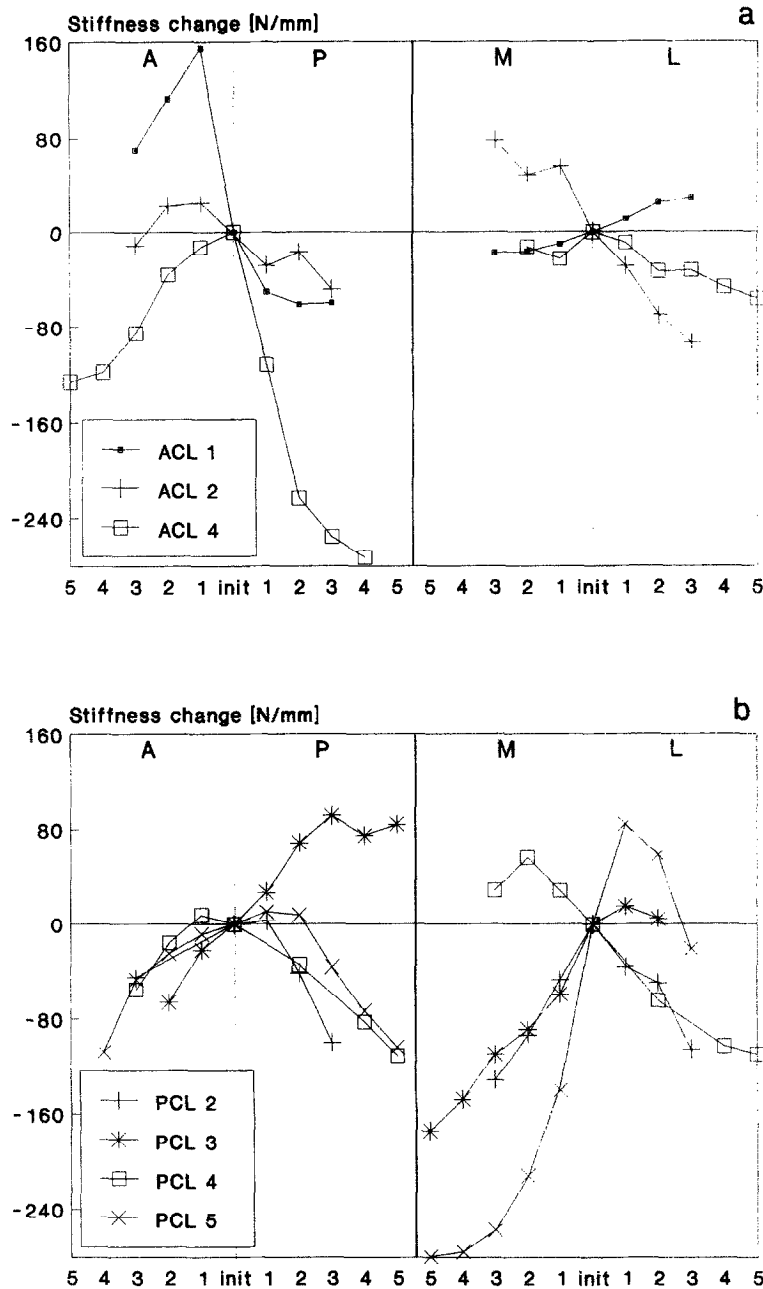 a
Stiffness change [N/mm]
160
A P M L
80
0
-80
-160
-240
ACL 1
ACL 2
ACL 4
5 4 3 2 1 init 1 2 3 4 5 5 4 3 2 1 init 1 2 3 4 5
b
Stiffness change [N/mm]
160
A P M L
80
0
-80
-160
-240
PCL 2
PCL 3
PCL 4
PCL 5
5 4 3 2 1 init 1 2 3 4 5 5 4 3 2 1 init 1 2 3 4 5